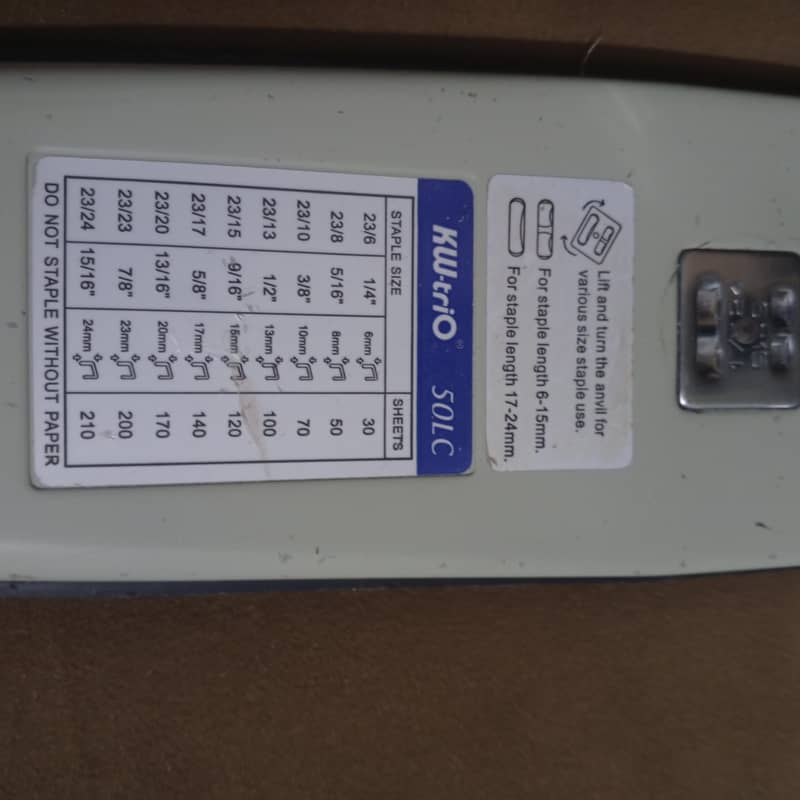 Lift and turn the anvil for
various size staple use.
For staple length 6-15mm.
For staple length 17-24mm.
KW-triO® 50LC
STAPLE SIZE SHEETS
23/6 1/4" 6mm 30
23/8 5/16" 8mm 50
23/10 3/8" 10mm 70
23/13 1/2" 13mm 100
23/15 9/16" 15mm 120
23/17 5/8" 17mm 140
23/20 13/16" 20mm 170
23/23 7/8" 23mm 200
23/24 15/16" 24mm 210
DO NOT STAPLE WITHOUT PAPER